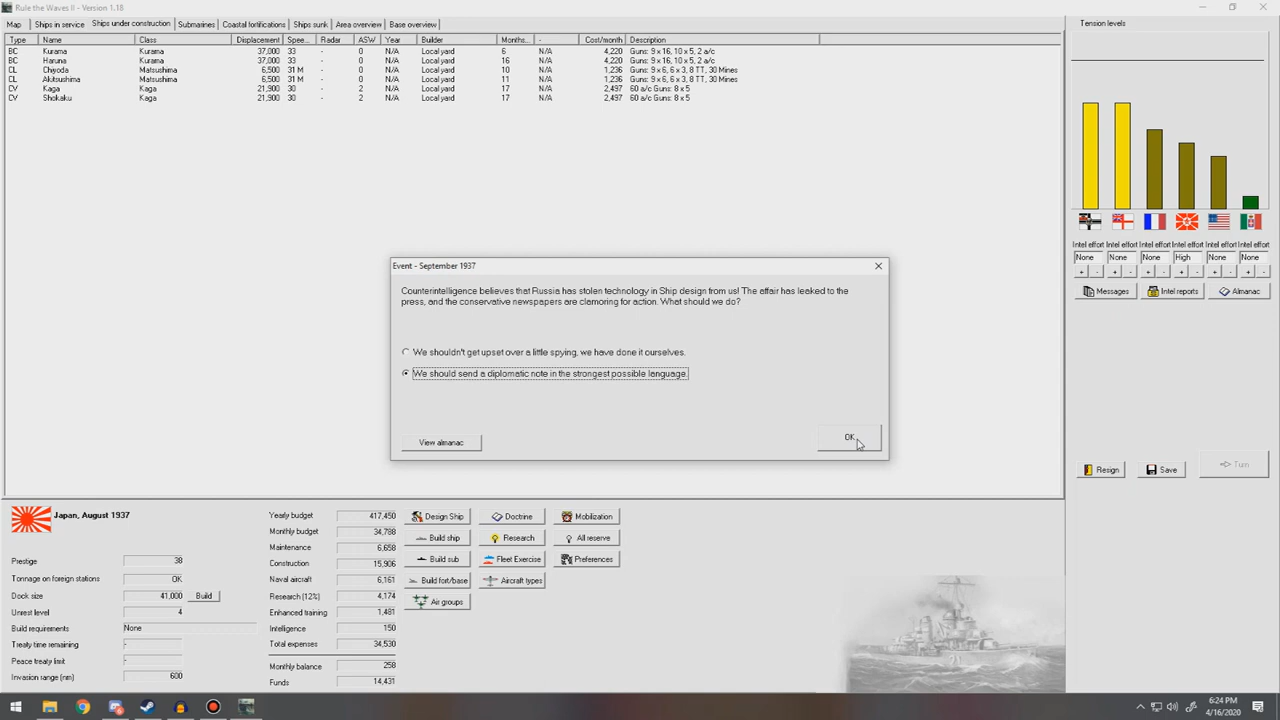 Rule the Waves II - Version 1.18
Map Ships in service Ships under construction Submarines Coastal fortifications Ships sunk Area overview Base overview
Type Name Class Displacement Spee... Radar ASW Year Builder Months... - Cost/month Description
BC Kurama Kurama 37,000 33 - 0 N/A Local yard 6 N/A 4,220 Guns: 9 x 16, 10 x 5, 2 a/c
BC Haruna Kurama 37,000 33 - 0 N/A Local yard 16 N/A 4,220 Guns: 9 x 16, 10 x 5, 2 a/c
CL Chiyoda Matsushima 6,500 31 M - 0 N/A Local yard 10 N/A 1,236 Guns: 9 x 6, 6 x 3, 8 TT, 30 Mines
CL Akitsushima Matsushima 6,500 31 M - 0 N/A Local yard 11 N/A 1,236 Guns: 9 x 6, 6 x 3, 8 TT, 30 Mines
CV Kaga Kaga 21,900 30 - 2 N/A Local yard 17 N/A 2,497 60 a/c Guns: 8 x 5
CV Shokaku Kaga 21,900 30 - 2 N/A Local yard 17 N/A 2,497 60 a/c Guns: 8 x 5
Tension levels
Intel effort Intel effort Intel effort Intel effort Intel effort Intel effort
None None None High None None
+ - + - + - + - + - + -
Messages Intel reports Almanac
Event - September 1937
Counterintelligence believes that Russia has stolen technology in Ship design from us! The affair has leaked to the
press, and the conservative newspapers are clamoring for action. What should we do?
We shouldn't get upset over a little spying, we have done it ourselves.
We should send a diplomatic note in the strongest possible language.
View almanac OK
Resign Save Turn
Japan, August 1937
Prestige 38
Tonnage on foreign stations OK
Dock size 41,000 Build
Unrest level 4
Build requirements None
Treaty time remaining -
Peace treaty limit -
Invasion range (nm) 600
Yearly budget 417,450
Monthly budget 34,788
Maintenance 6,658
Construction 15,906
Naval aircraft 6,161
Research (12%) 4,174
Enhanced training 1,481
Intelligence 150
Total expenses 34,530
Monthly balance 258
Funds 14,431
Design Ship Doctrine Mobilization
Build ship Research All reserve
Build sub Fleet Exercise Preferences
Build fort/base Aircraft types
Air groups
6:24 PM
4/16/2020